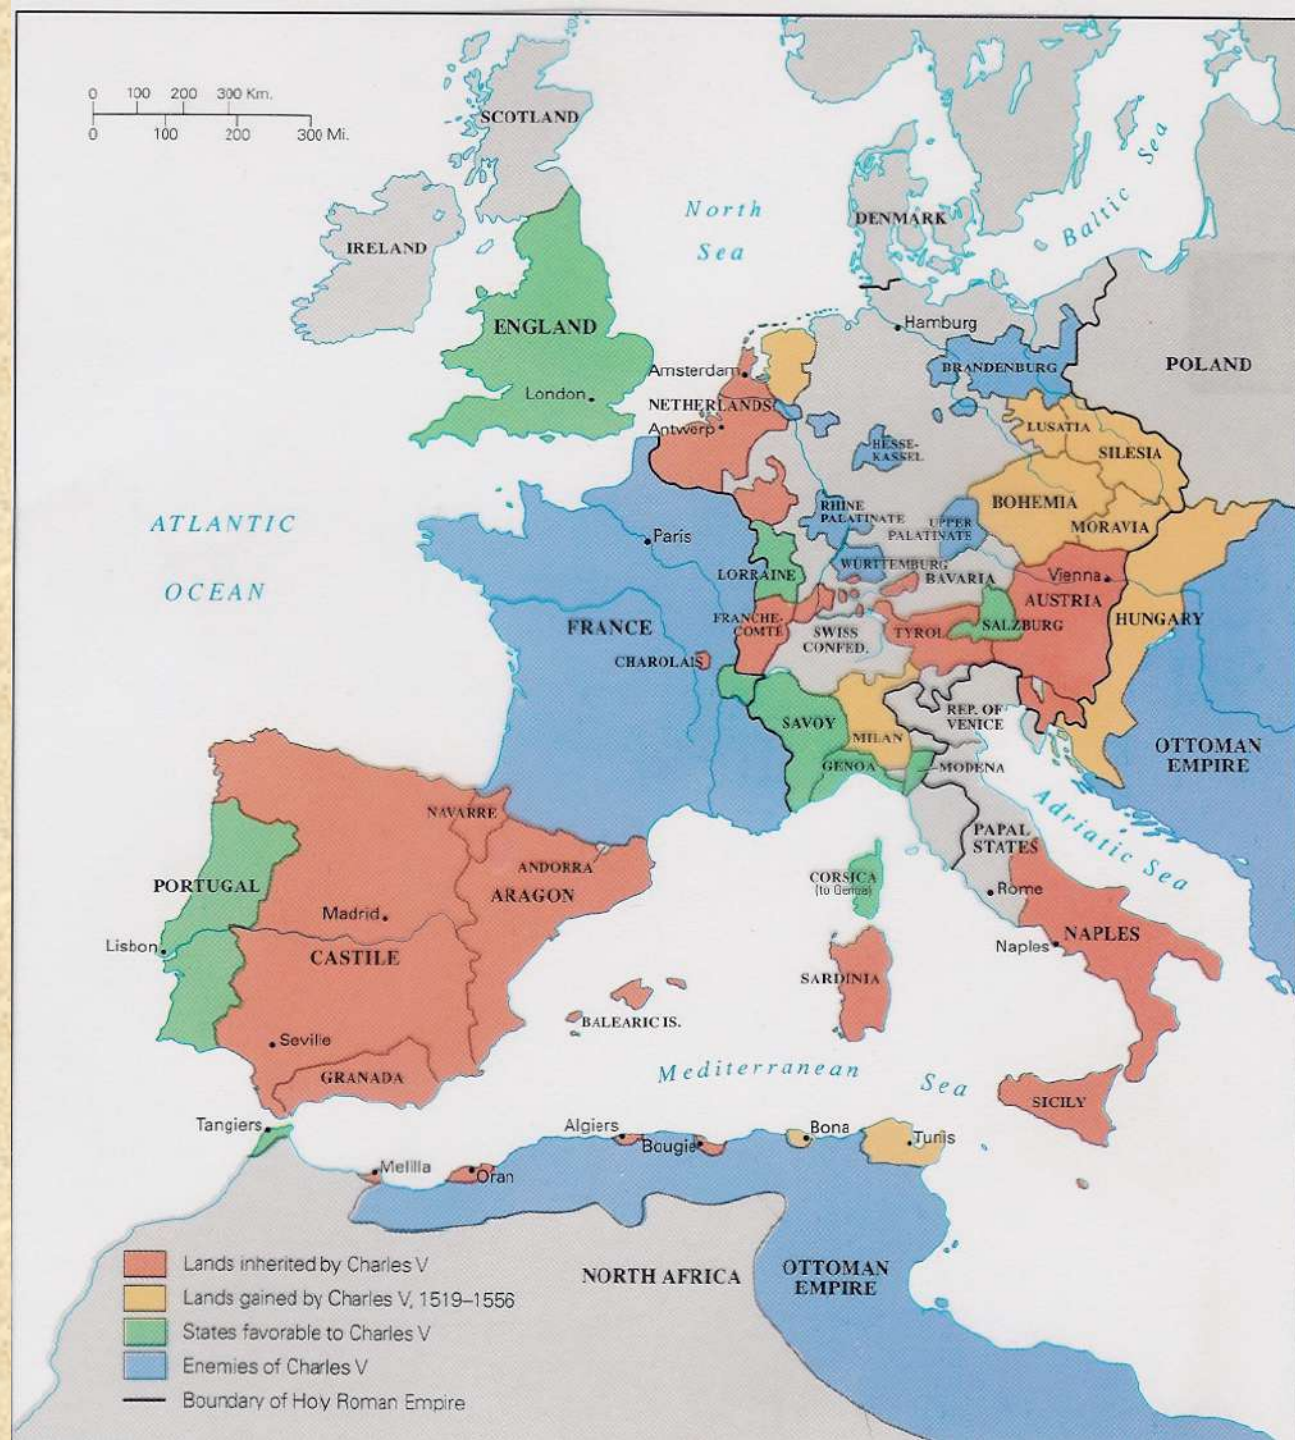 0 100 200 300 Km.
0 100 200 300 Mi.
SCOTLAND
IRELAND
North
Sea
DENMARK
Baltic Sea
ENGLAND
London
Hamburg
Amsterdam
NETHERLANDS
Antwerp
BRANDENBURG
POLAND
LUSATIA
HESSE-
KASSEL
SILESIA
ATLANTIC
OCEAN
Paris
RHINE
PALATINATE
UPPER
PALATINATE
BOHEMIA
MORAVIA
LORRAINE
WÜRTTEMBURG
BAVARIA
Vienna
AUSTRIA
FRANCE
FRANCHE-
COMTÉ
SWISS
CONFED.
TYROL
SALZBURG
HUNGARY
CHAROLAIS
SAVOY
MILAN
REP. OF
VENICE
GENOA
MODENA
OTTOMAN
EMPIRE
Adriatic Sea
NAVARRE
ANDORRA
ARAGON
PAPAL
STATES
CORSICA
(to Genoa)
Rome
PORTUGAL
Madrid
Lisbon
CASTILE
Naples
NAPLES
SARDINIA
BALEARIC IS.
Seville
GRANADA
Mediterranean Sea
SICILY
Tangiers
Algiers
Bougie
Bona
Tunis
Melilla
Oran
NORTH AFRICA
OTTOMAN
EMPIRE
Lands inherited by Charles V
Lands gained by Charles V, 1519–1556
States favorable to Charles V
Enemies of Charles V
Boundary of Holy Roman Empire